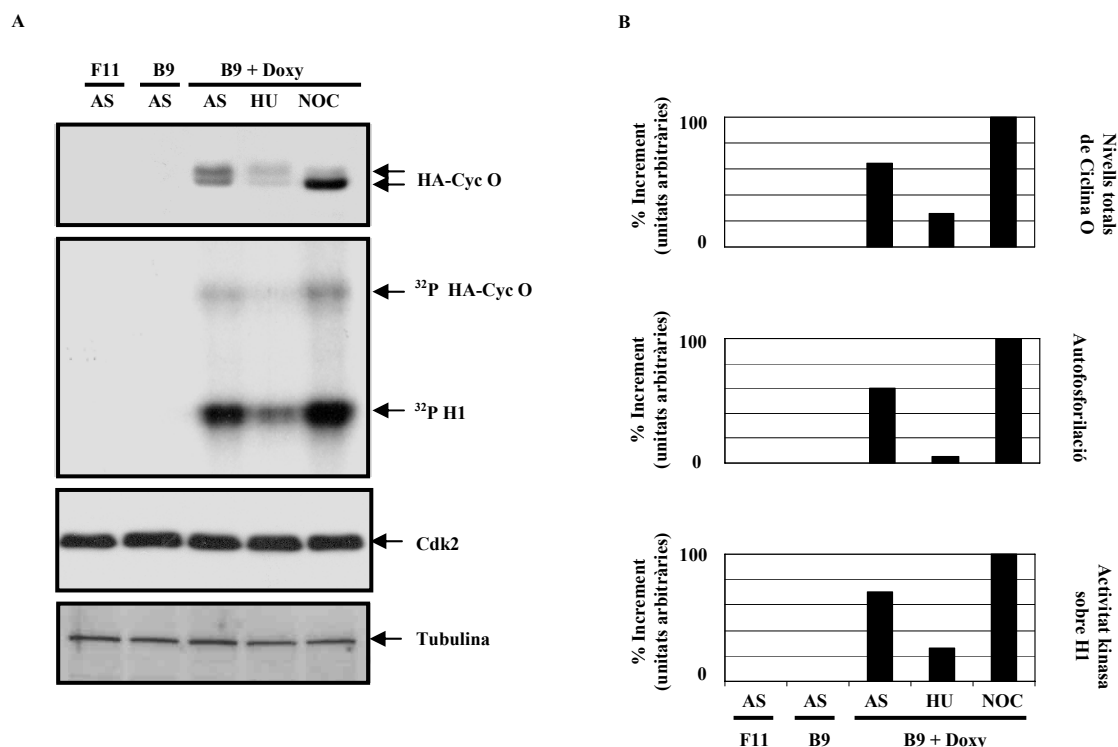 A
F11 B9 B9 + Doxy
AS AS AS HU NOC
HA-Cyc O
³²P HA-Cyc O
³²P H1
Cdk2
Tubulina
B
% Increment
(unitats arbitràries)
100
0
Nivells totals
de Ciclina O
% Increment
(unitats arbitràries)
100
0
Autofosforilació
% Increment
(unitats arbitràries)
100
0
Activitat kinasa
sobre H1
AS AS AS HU NOC
F11 B9 B9 + Doxy